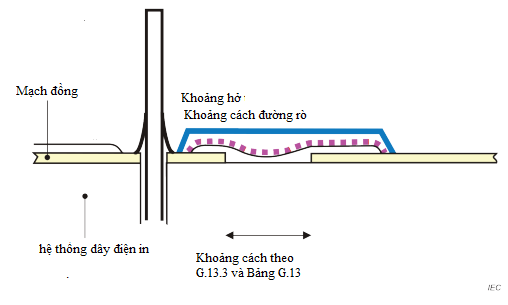 Mạch đồng
Khoảng hở
Khoảng cách đường rò
hệ thông dây điện in
Khoảng cách theo
G.13.3 và Bảng G.13
IEC